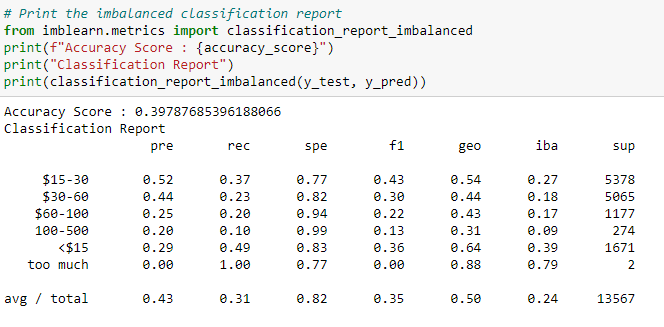 # Print the imbalanced classification report
from imblearn.metrics import classification_report_imbalanced
print(f"Accuracy Score : {accuracy_score}")
print("Classification Report")
print(classification_report_imbalanced(y_test, y_pred))
Accuracy Score : 0.39787685396188066
Classification Report
pre rec spe f1 geo iba sup
$15-30 0.52 0.37 0.77 0.43 0.54 0.27 5378
$30-60 0.44 0.23 0.82 0.30 0.44 0.18 5065
$60-100 0.25 0.20 0.94 0.22 0.43 0.17 1177
100-500 0.20 0.10 0.99 0.13 0.31 0.09 274
<$15 0.29 0.49 0.83 0.36 0.64 0.39 1671
too much 0.00 1.00 0.77 0.00 0.88 0.79 2
avg / total 0.43 0.31 0.82 0.35 0.50 0.24 13567